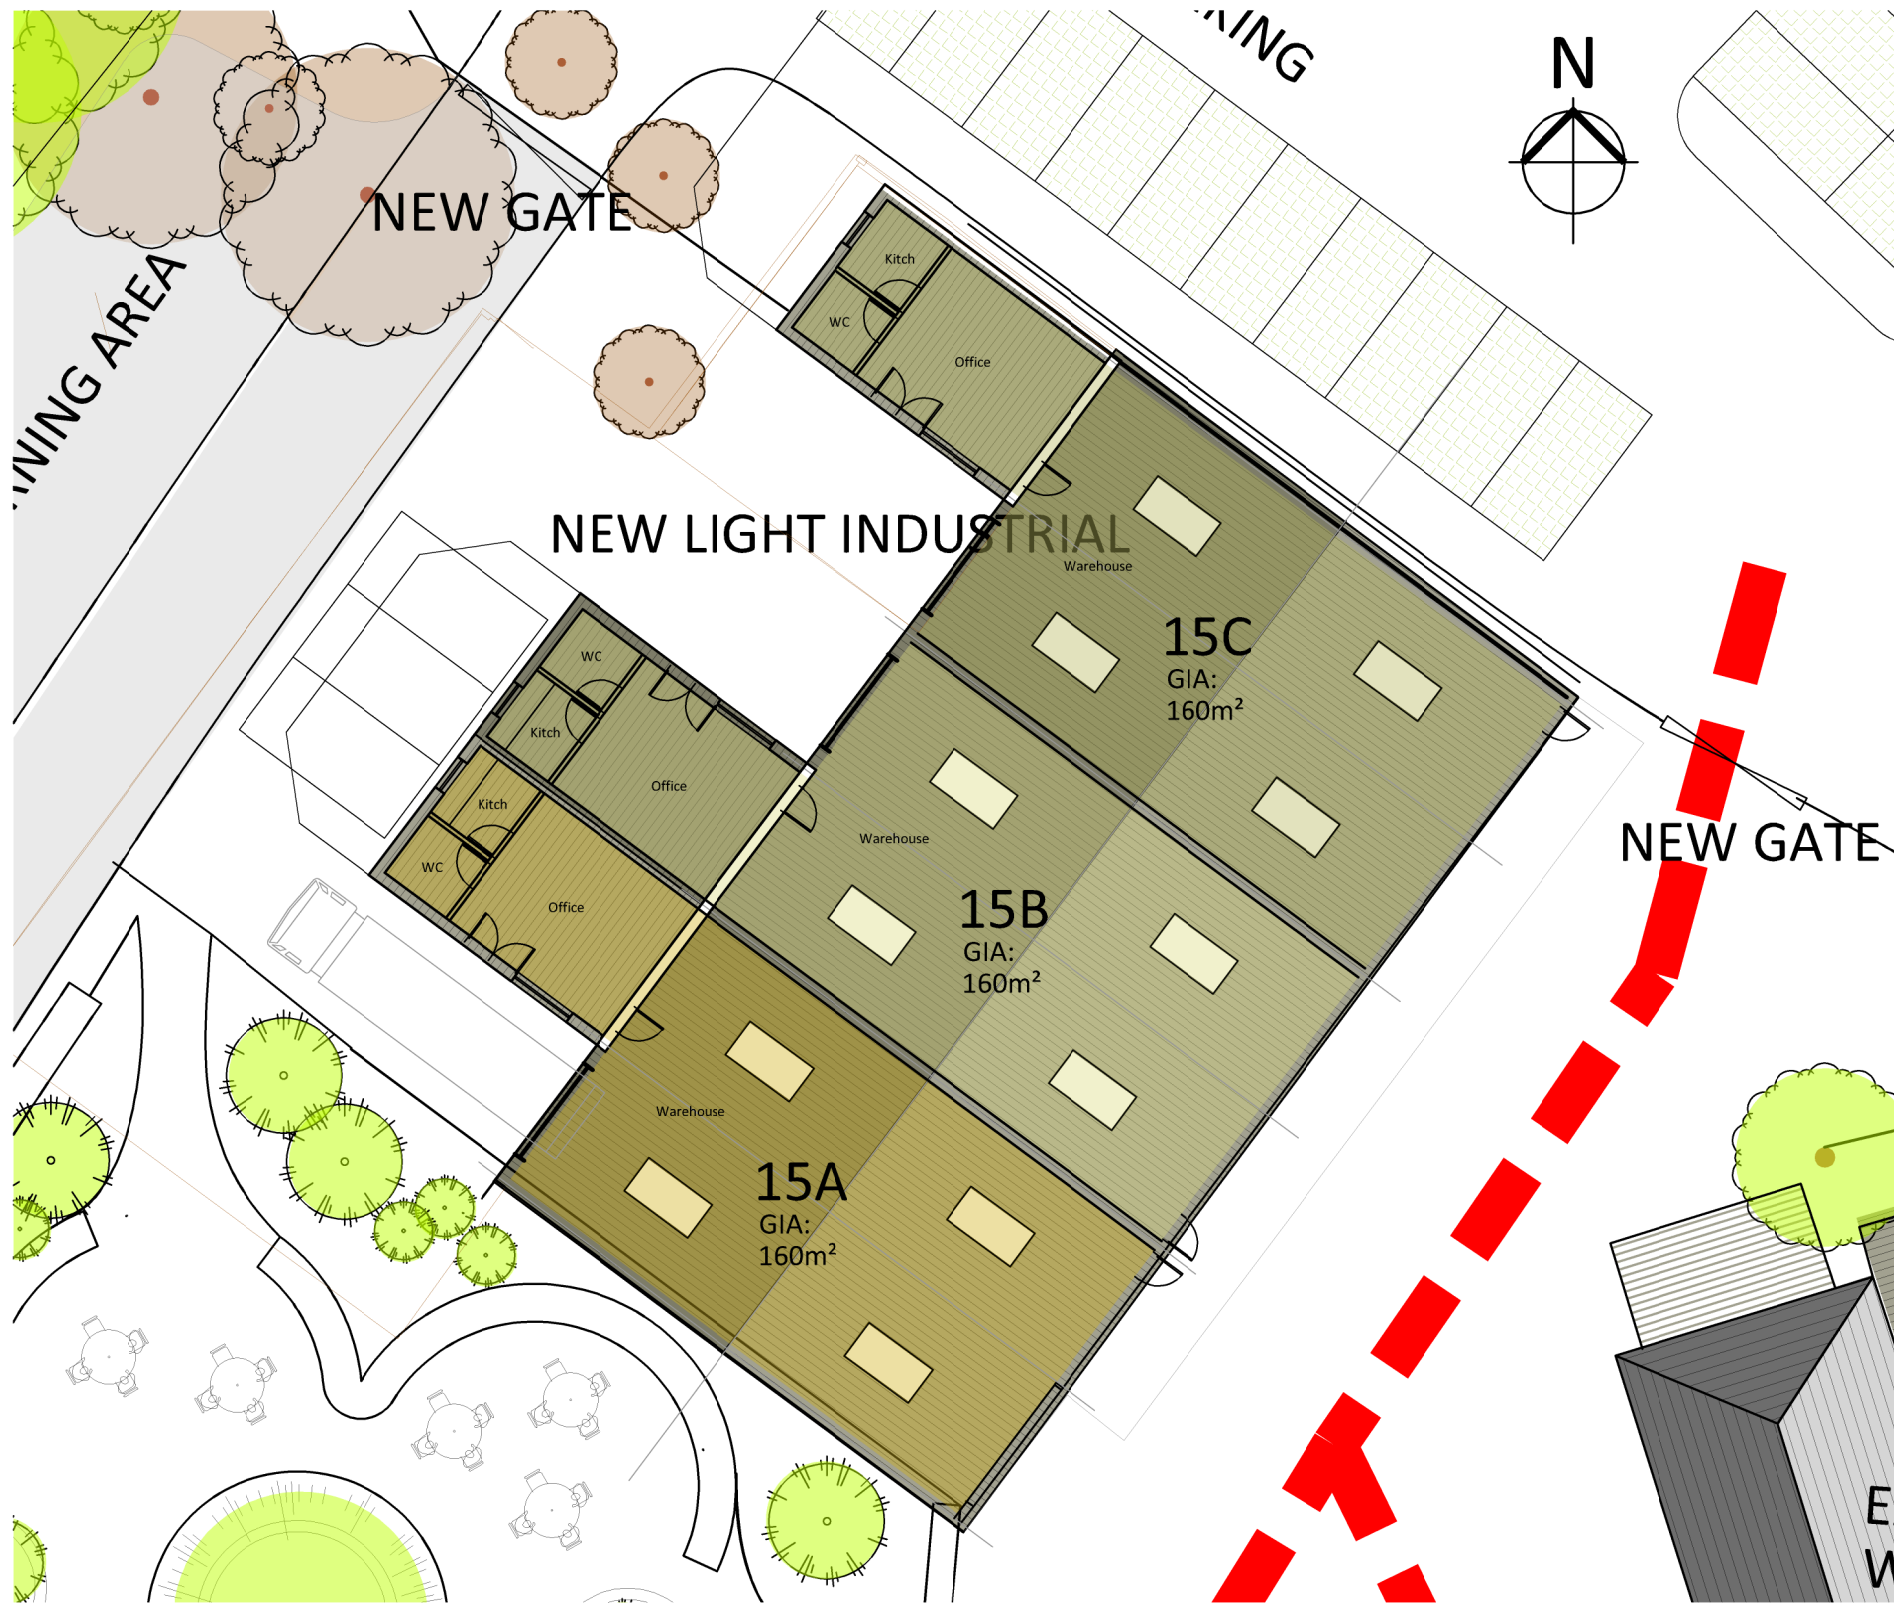 N
NEW GATE
Kitch
WC
Office
NEW LIGHT INDUSTRIAL
Warehouse
15C
GIA:
160m²
WC
Kitch
Office
Warehouse
15B
GIA:
160m²
NEW GATE
Kitch
WC
Office
Warehouse
15A
GIA:
160m²
AREA